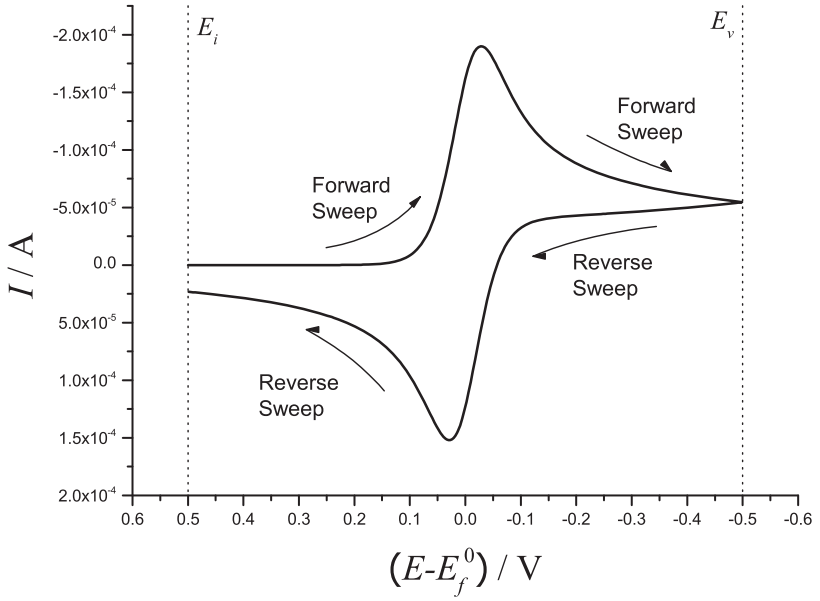 E_i
E_v
-2.0x10⁻⁴
-1.5x10⁻⁴
-1.0x10⁻⁴
-5.0x10⁻⁵
0.0
5.0x10⁻⁵
1.0x10⁻⁴
1.5x10⁻⁴
2.0x10⁻⁴
I / A
Forward
Sweep
Forward
Sweep
Reverse
Sweep
Reverse
Sweep
0.6 0.5 0.4 0.3 0.2 0.1 0.0 -0.1 -0.2 -0.3 -0.4 -0.5 -0.6
(E-E_f^0) / V